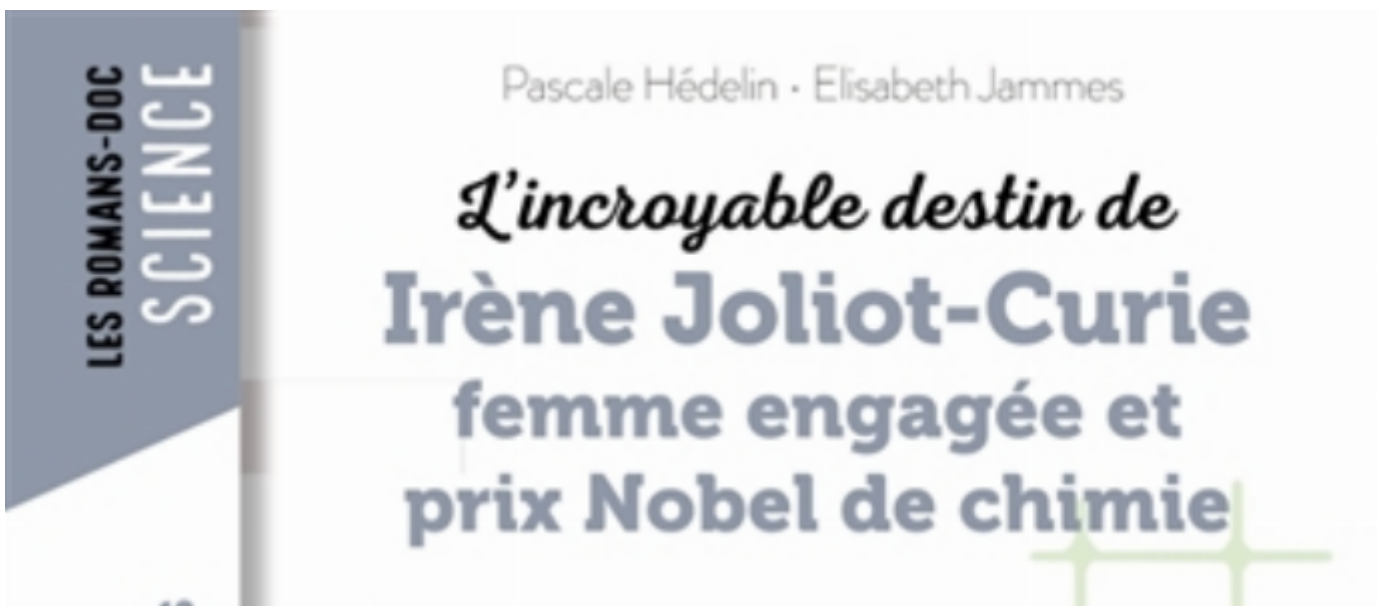 LES ROMANS-DOC
SCIENCE
Pascale Hédelin · Elisabeth Jammes
L'incroyable destin de
Irène Joliot-Curie
femme engagée et
prix Nobel de chimie